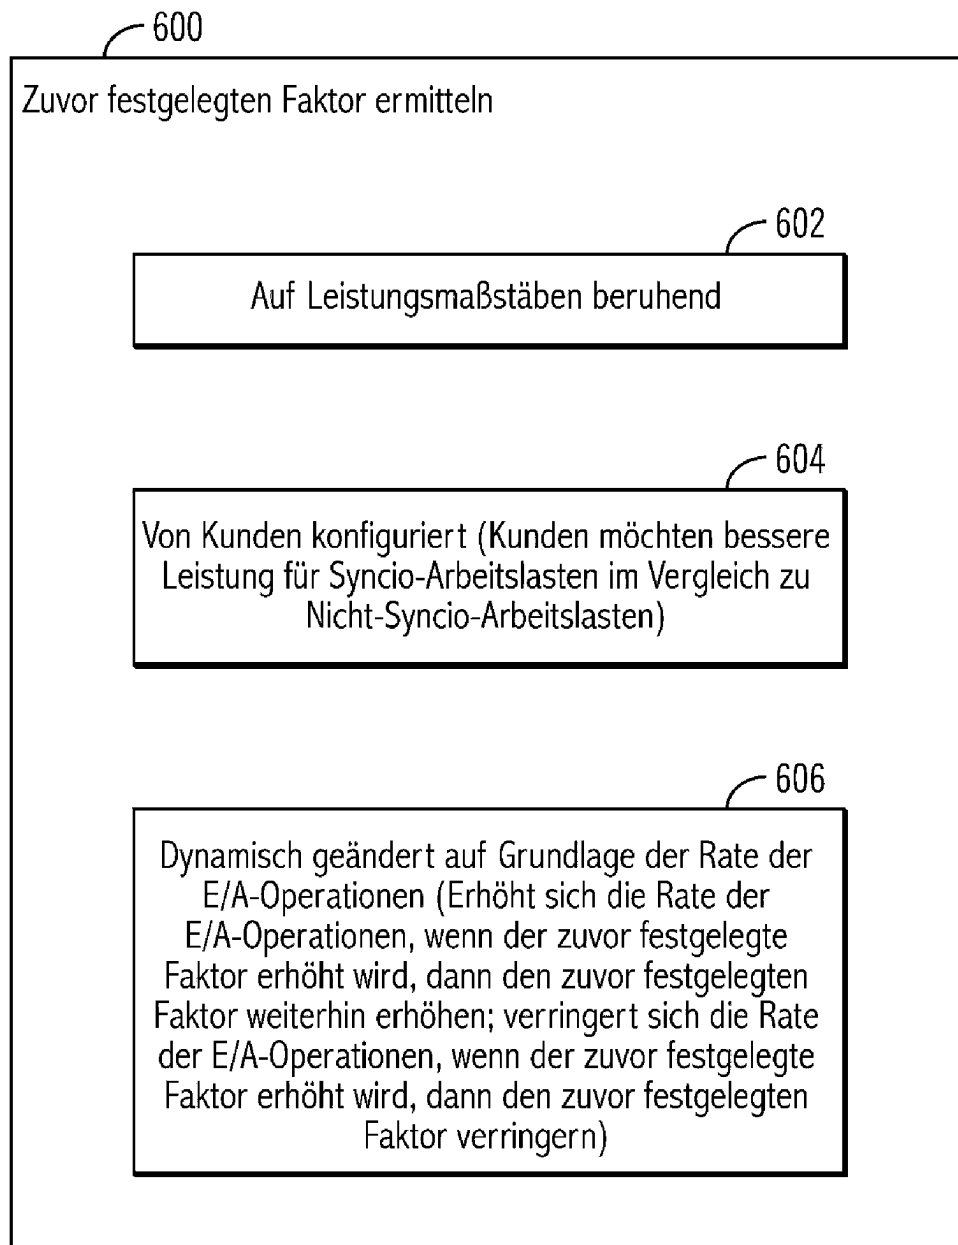 600
Zuvor festgelegten Faktor ermitteln
602
Auf Leistungsmaßstäben beruhend
604
Von Kunden konfiguriert (Kunden möchten bessere
Leistung für Syncio-Arbeitslasten im Vergleich zu
Nicht-Syncio-Arbeitslasten)
606
Dynamisch geändert auf Grundlage der Rate der
E/A-Operationen (Erhöht sich die Rate der
E/A-Operationen, wenn der zuvor festgelegte
Faktor erhöht wird, dann den zuvor festgelegten
Faktor weiterhin erhöhen; verringert sich die Rate
der E/A-Operationen, wenn der zuvor festgelegte
Faktor erhöht wird, dann den zuvor festgelegten
Faktor verringern)